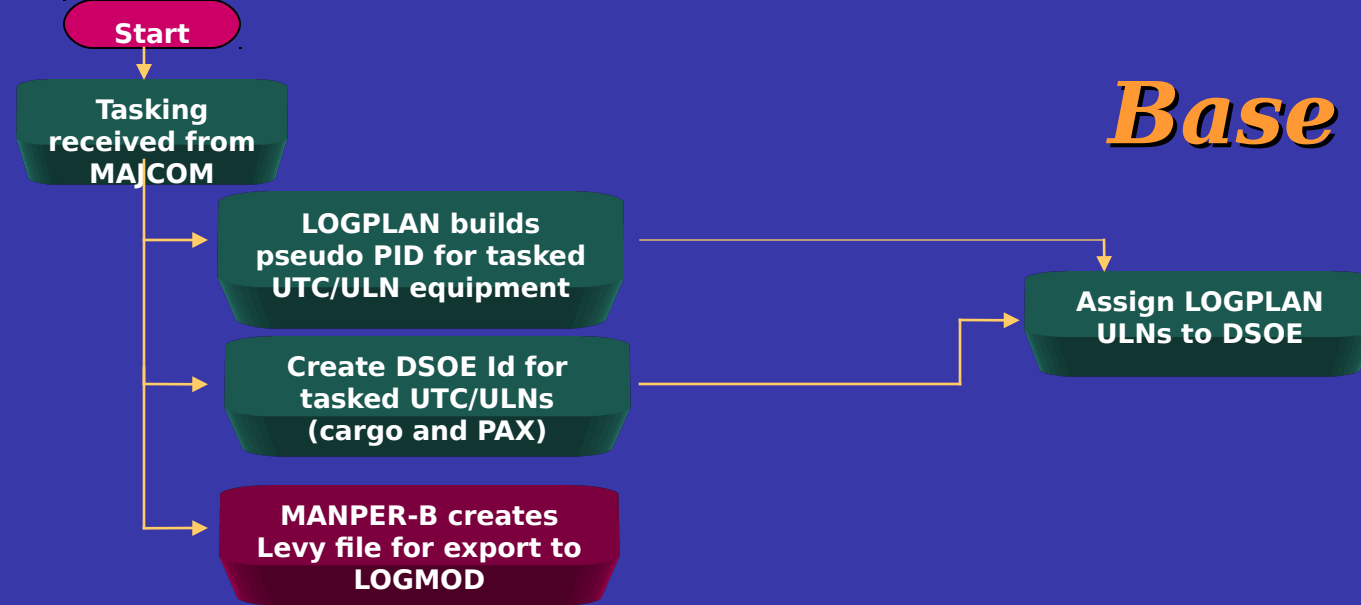 Start
Base
Tasking
received from
MAJCOM
LOGPLAN builds
pseudo PID for tasked
UTC/ULN equipment
Assign LOGPLAN
ULNs to DSOE
Create DSOE Id for
tasked UTC/ULNs
(cargo and PAX)
MANPER-B creates
Levy file for export to
LOGMOD